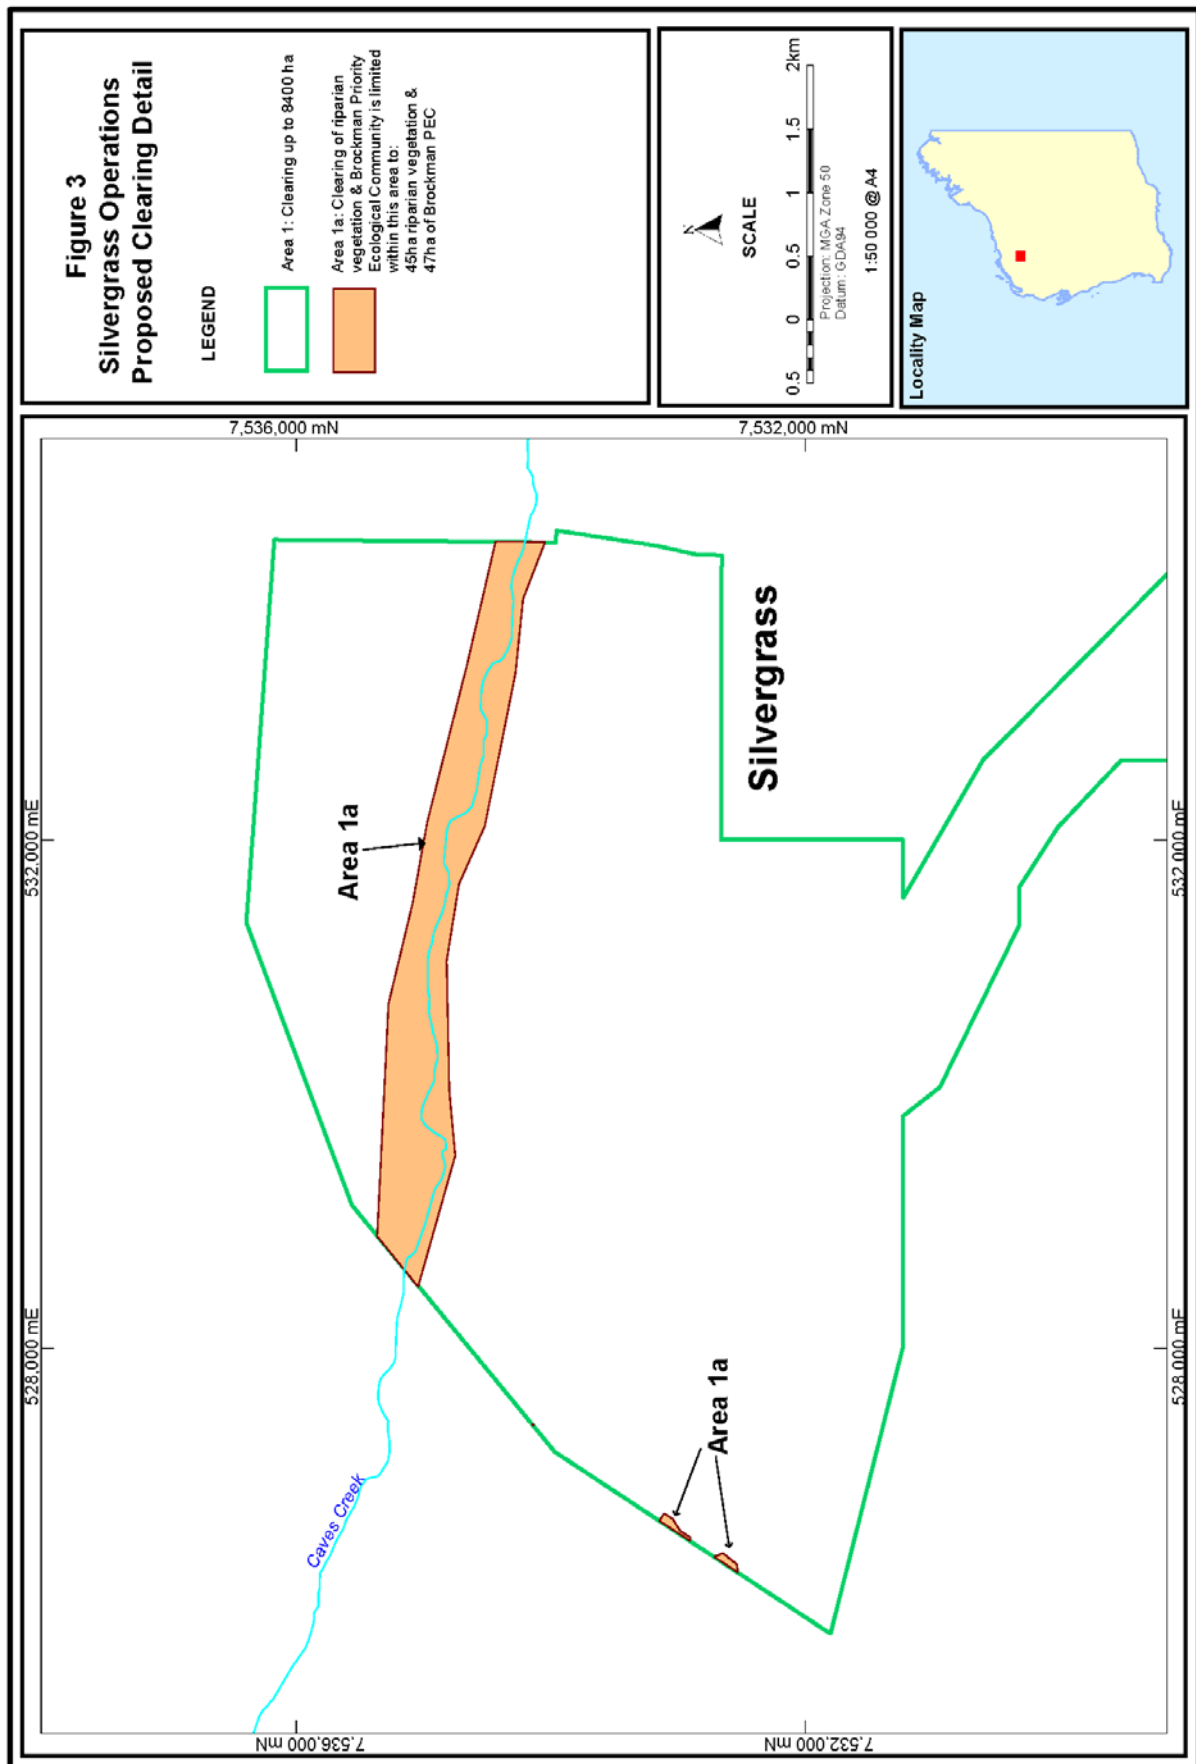 Figure 3
Silvergrass Operations
Proposed Clearing Detail
LEGEND
Area 1: Clearing up to 8400 ha
Area 1a: Clearing of riparian
vegetation & Brockman Priority
Ecological Community is limited
within this area to:
45ha riparian vegetation &
47ha of Brockman PEC
N
SCALE
0.5 0 0.5 1 1.5 2km
Projection: MGA Zone 50
Datum: GDA94
1:50 000 @ A4
Locality Map
528,000 mE
532,000 mE
7,536,000 mN
7,536,000 mN
Caves Creek
Area 1a
Area 1a
Silvergrass
7,532,000 mN
7,532,000 mN
528,000 mE
532,000 mE